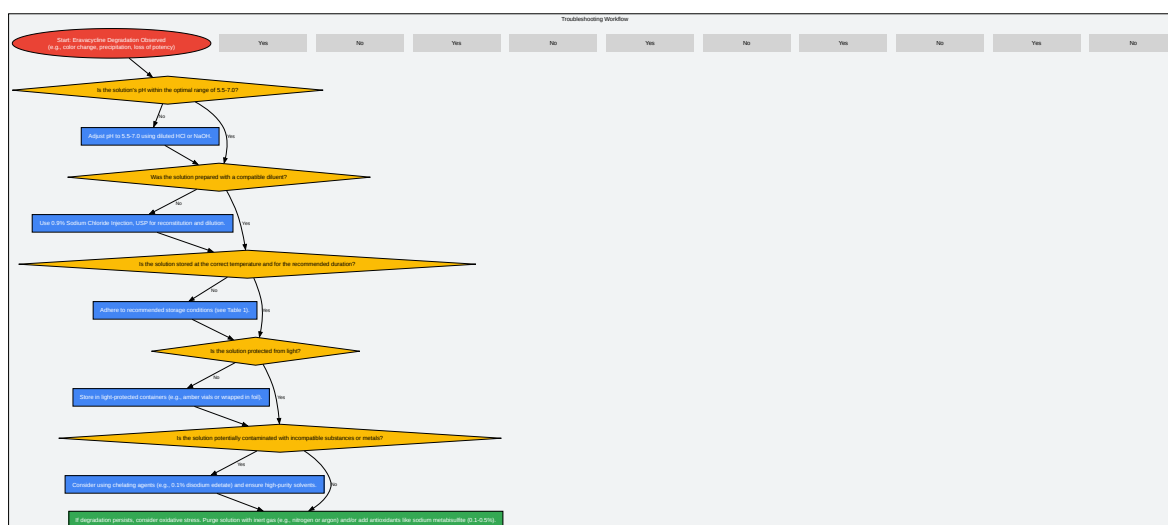 Troubleshooting Workflow
Start: Eravacycline Degradation Observed
(e.g., color change, precipitation, loss of potency)
Yes
No
Yes
No
Yes
No
Yes
No
Yes
No
Is the solution's pH within the optimal range of 5.5-7.0?
No
Adjust pH to 5.5-7.0 using diluted HCl or NaOH.
Yes
Was the solution prepared with a compatible diluent?
No
Use 0.9% Sodium Chloride Injection, USP for reconstitution and dilution.
Yes
Is the solution stored at the correct temperature and for the recommended duration?
No
Adhere to recommended storage conditions (see Table 1).
Yes
Is the solution protected from light?
No
Store in light-protected containers (e.g., amber vials or wrapped in foil).
Yes
Is the solution potentially contaminated with incompatible substances or metals?
Yes
Consider using chelating agents (e.g., 0.1% disodium edetate) and ensure high-purity solvents.
No
If degradation persists, consider oxidative stress. Purge solution with inert gas (e.g., nitrogen or argon) and/or add antioxidants like sodium metabisulfite (0.1-0.5%).